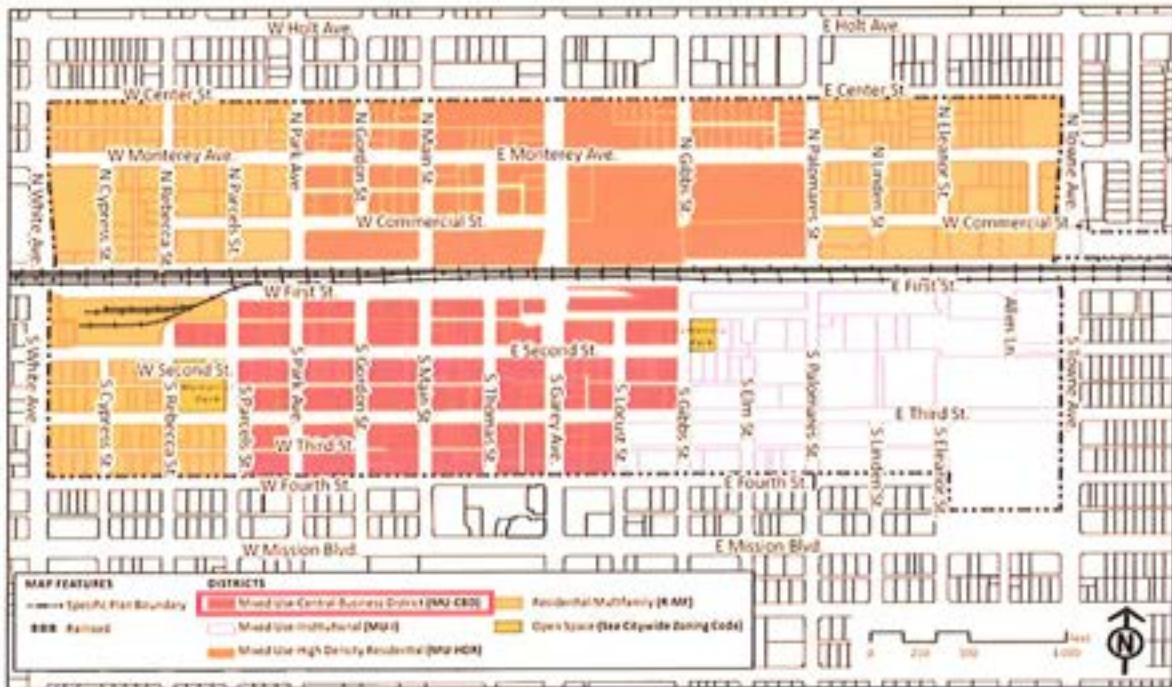 W Holt Ave.
E Holt Ave.
W Center St.
E Center St.
N Park Ave
N Gordon St.
N Main St.
N Gibbs St.
N Palomares St
N Eleanor St.
N Towne Ave.
W Monterey Ave.
E Monterey Ave.
N White Ave.
N Cypress St
N Rebecca St
N Parcels St.
N Linden St
W Commercial St.
W Commercial St.
W First St.
E First St.
Allen Ln.
S White Ave
E Second St.
W Second St.
S Cypress St
S Rebecca St
S Parcels St
S Park Ave
S Gordon St
S Main St
S Thomas St
S Garey Ave.
S Locust St
S Gibbs St
S Elm St
S Palomares St
S Linden St
S Eleanor St
S Towne Ave.
W Third St.
E Third St.
W Fourth St.
E Fourth St.
W Mission Blvd.
E Mission Blvd
MAP FEATURES
Specific Plan Boundary
Railroad
DISTRICTS
Mixed Use-Central Business District (MU-CBD)
Mixed Use-Institutional (MU-I)
Mixed Use-High Density Residential (MU-HDR)
Residential Multifamily (R-MF)
Open Space (See Citywide Zoning Code)
0
1,000
Feet
N